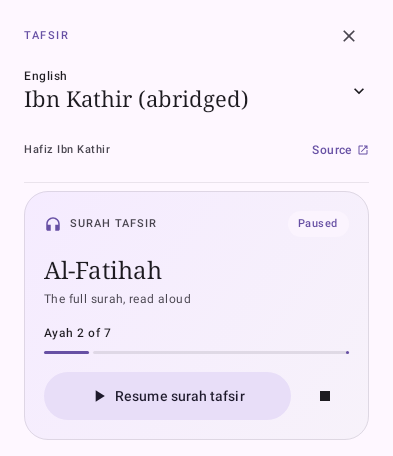 TAFSIR
English
Ibn Kathir (abridged)
Hafiz Ibn Kathir
Source
SURAH TAFSIR
Paused
Al-Fatihah
The full surah, read aloud
Ayah 2 of 7
Resume surah tafsir